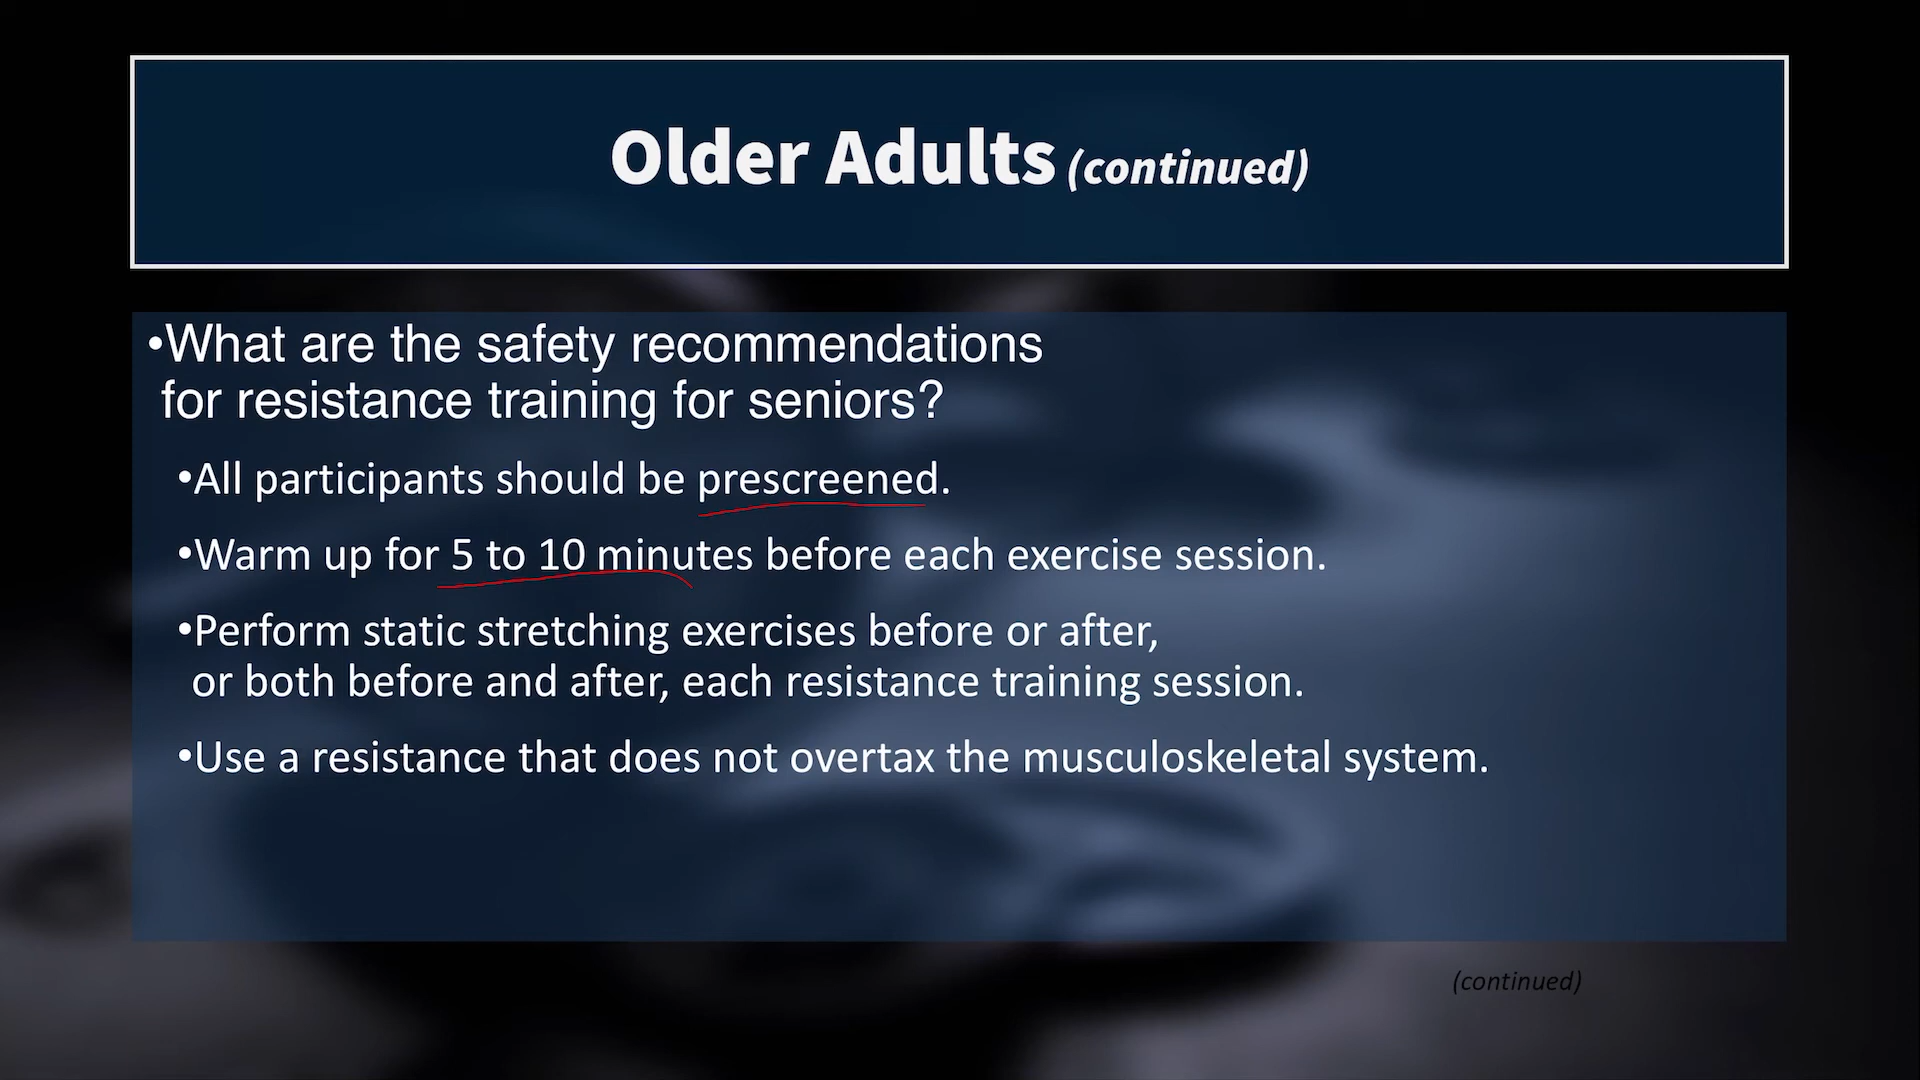 Older Adults (continued)
•What are the safety recommendations
for resistance training for seniors?
•All participants should be prescreened.
•Warm up for 5 to 10 minutes before each exercise session.
•Perform static stretching exercises before or after,
or both before and after, each resistance training session.
•Use a resistance that does not overtax the musculoskeletal system.
(continued)